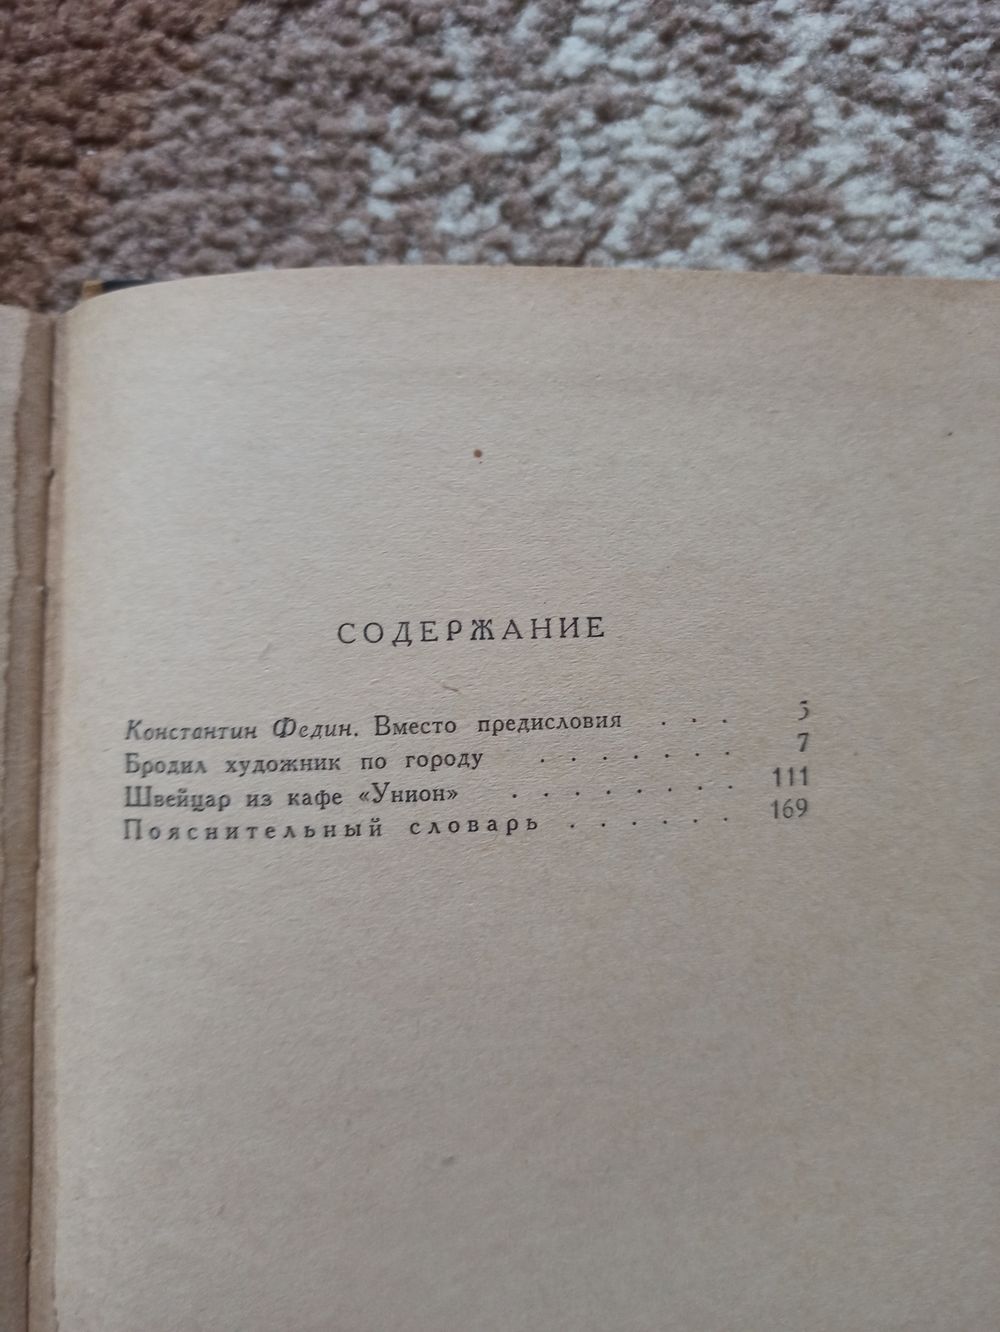 СОДЕРЖАНИЕ
Константин Федин. Вместо предисловия . . . 5
Бродил художник по городу . . . . . . . 7
Швейцар из кафе «Унион» . . . . . . . . 111
Пояснительный словарь . . . . . . 169